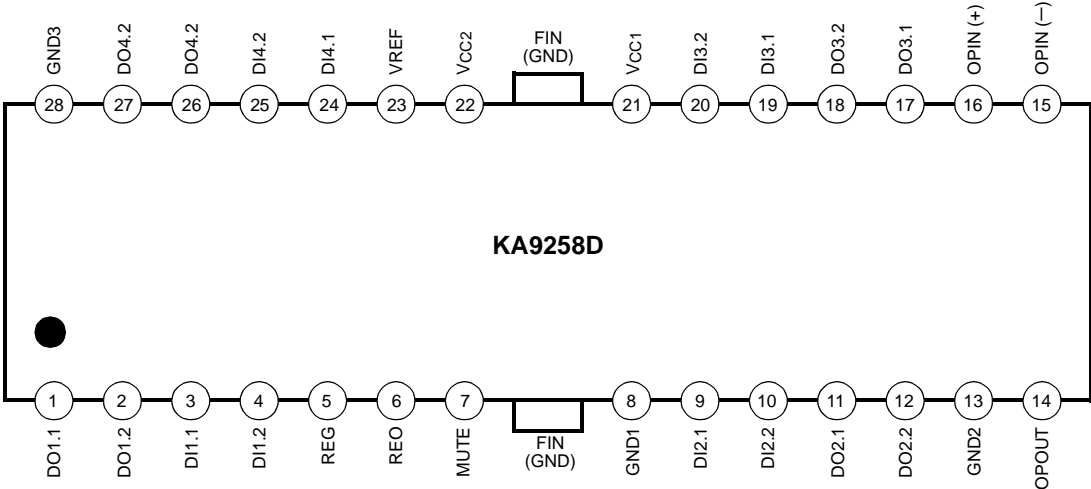 GND3
DO4.2
DO4.2
DI4.2
DI4.1
VREF
VCC2
FIN
(GND)
VCC1
DI3.2
DI3.1
DO3.2
DO3.1
OPIN (+)
OPIN (—)
28
27
26
25
24
23
22
21
20
19
18
17
16
15
KA9258D
1
2
3
4
5
6
7
8
9
10
11
12
13
14
DO1.1
DO1.2
DI1.1
DI1.2
REG
REO
MUTE
FIN
(GND)
GND1
DI2.1
DI2.2
DO2.1
DO2.2
GND2
OPOUT